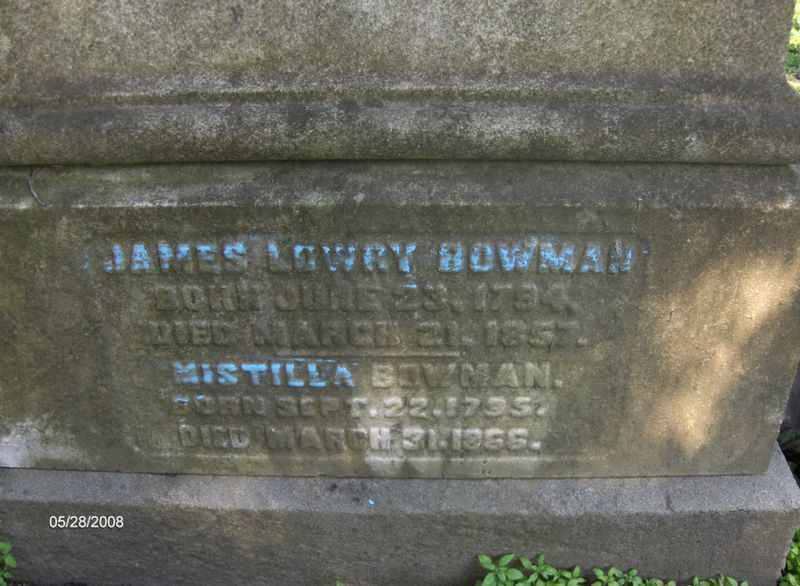 JAMES LOWRY BOWMAN
BORN JUNE 23, 1794.
DIED MARCH 21, 1857.
MISTILLA BOWMAN.
BORN SEPT. 22, 1795.
DIED MARCH 31, 1866.
05/28/2008